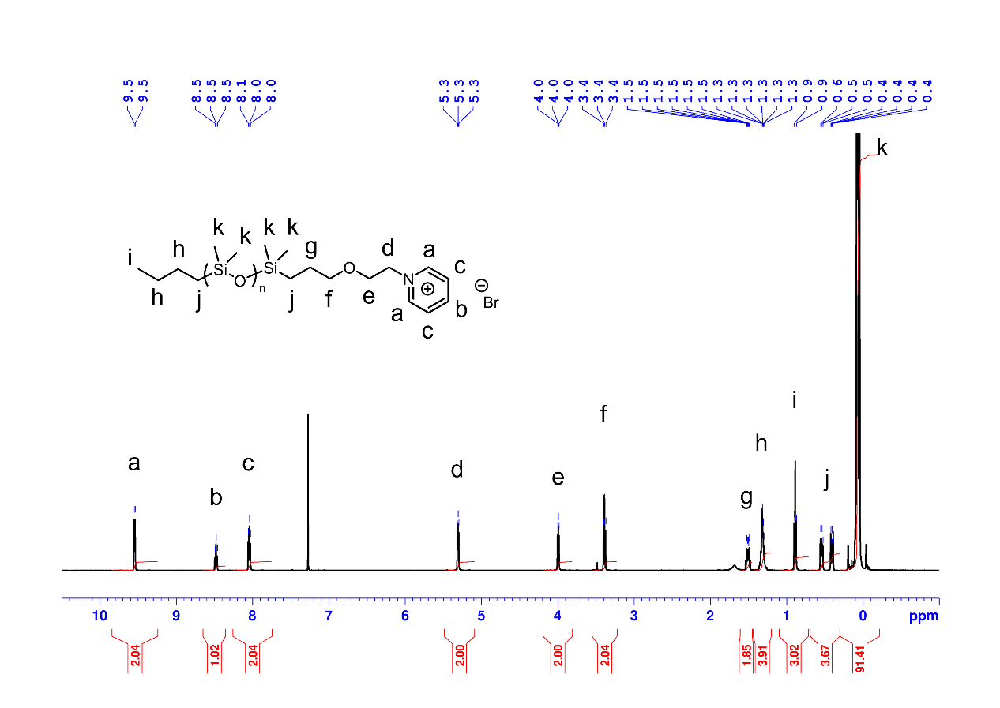 9.5 9.5 8.5 8.5 8.5 8.1 8.0 8.0 5.3 5.3 5.3 4.0 4.0 4.0 3.4 3.4 3.4 1.5 1.5 1.5 1.5 1.5 1.5 1.3 1.3 1.3 1.3 1.3 1.3 0.9 0.9 0.6 0.5 0.5 0.4 0.4 0.4 0.4
k
k k k k
i h g d a
Si O n Si O N c
h j j f e a c b
⊕ ⊖ Br
a b c d e f g h i j
10 9 8 7 6 5 4 3 2 1 0 ppm
2.04 1.02 2.04 2.00 2.00 2.04 1.85 3.91 3.02 3.67 91.41